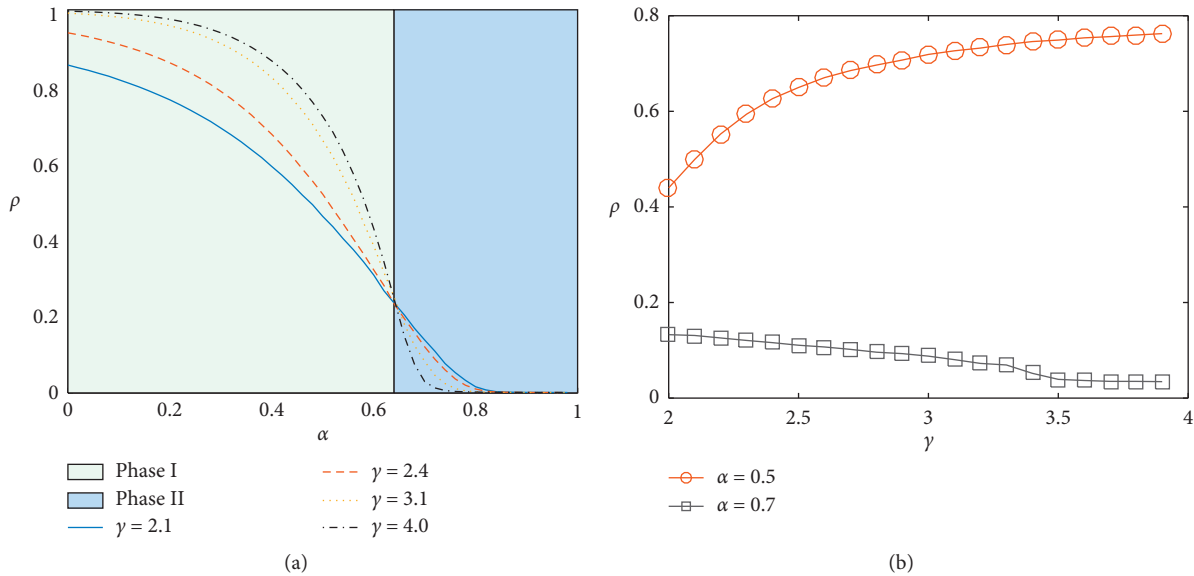 1
0.8
0.6
ρ
0.4
0.2
0
0 0.2 0.4 0.6 0.8 1
α
Phase I
Phase II
γ = 2.1
γ = 2.4
γ = 3.1
γ = 4.0
(a)
0.8
0.6
ρ
0.4
0.2
0
2 2.5 3 3.5 4
γ
α = 0.5
α = 0.7
(b)